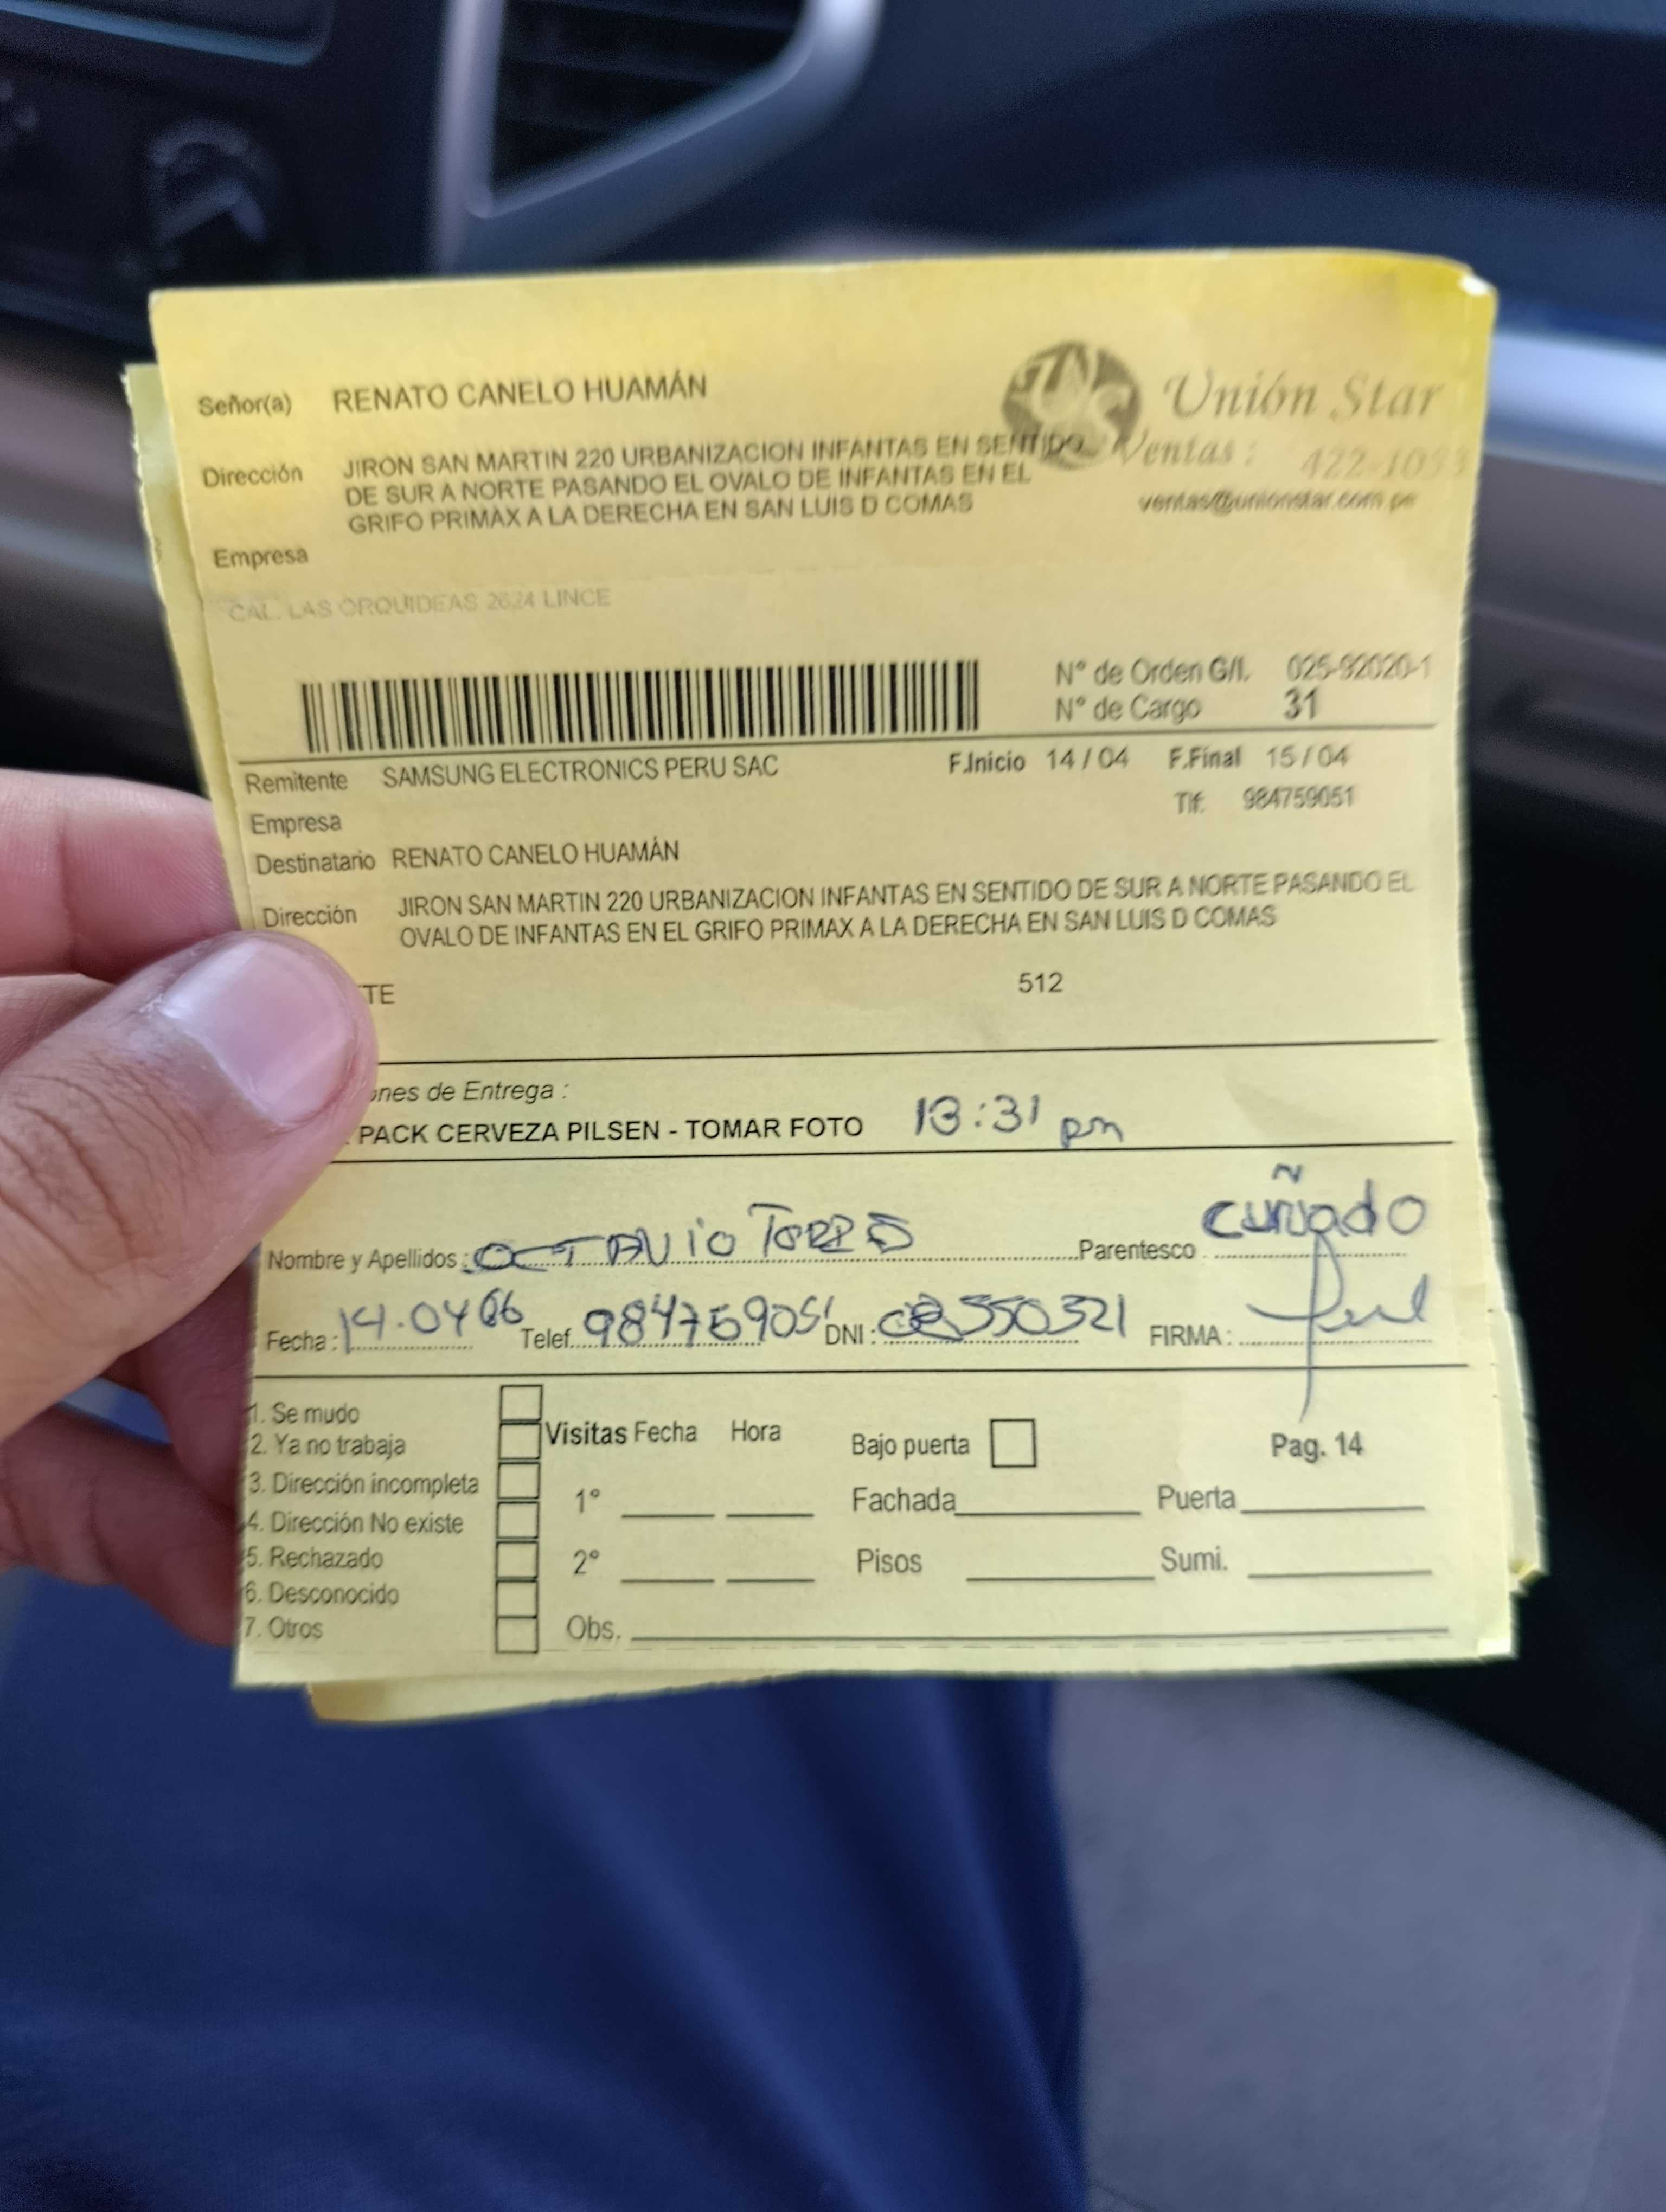 Señor(a) RENATO CANELO HUAMÁN
Unión Star
Dirección JIRON SAN MARTIN 220 URBANIZACION INFANTAS EN SENTIDO
DE SUR A NORTE PASANDO EL OVALO DE INFANTAS EN EL
GRIFO PRIMAX A LA DERECHA EN SAN LUIS D COMAS
Ventas: 422-1033
ventas@unionstar.com.pe
Empresa
CAL. LAS ORQUIDEAS 2624 LINCE
N° de Orden G/I. 025-92020-1
N° de Cargo 31
Remitente SAMSUNG ELECTRONICS PERU SAC F.Inicio 14 / 04 F.Final 15 / 04
Empresa Tlf: 984759051
Destinatario RENATO CANELO HUAMÁN
Dirección JIRON SAN MARTIN 220 URBANIZACION INFANTAS EN SENTIDO DE SUR A NORTE PASANDO EL
OVALO DE INFANTAS EN EL GRIFO PRIMAX A LA DERECHA EN SAN LUIS D COMAS
TE 512
ones de Entrega :
PACK CERVEZA PILSEN - TOMAR FOTO 13:31 pm
Nombre y Apellidos : OCTAVIO Parentesco cuñado
Fecha : Telef. 984759051 DNI : FIRMA :
1. Se mudo
2. Ya no trabaja
3. Dirección incompleta
4. Dirección No existe
5. Rechazado
6. Desconocido
7. Otros
Visitas Fecha Hora
1°
2°
Obs.
Bajo puerta
Fachada
Pisos
Pag. 14
Puerta
Sumi.